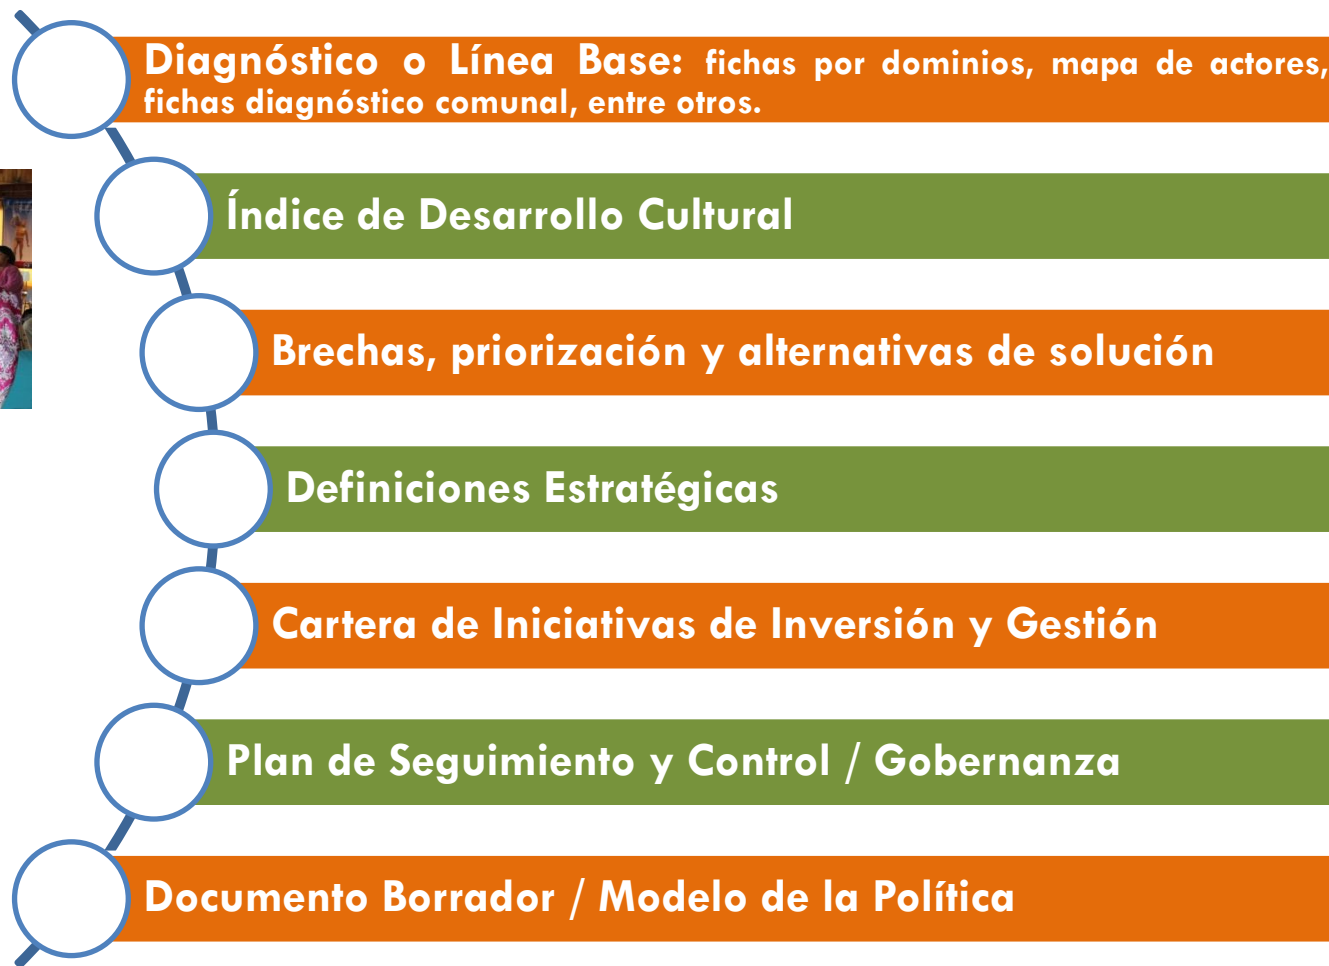 Diagnóstico o Línea Base: fichas por dominios, mapa de actores,
fichas diagnóstico comunal, entre otros.
Índice de Desarrollo Cultural
Brechas, priorización y alternativas de solución
Definiciones Estratégicas
Cartera de Iniciativas de Inversión y Gestión
Plan de Seguimiento y Control / Gobernanza
Documento Borrador / Modelo de la Política